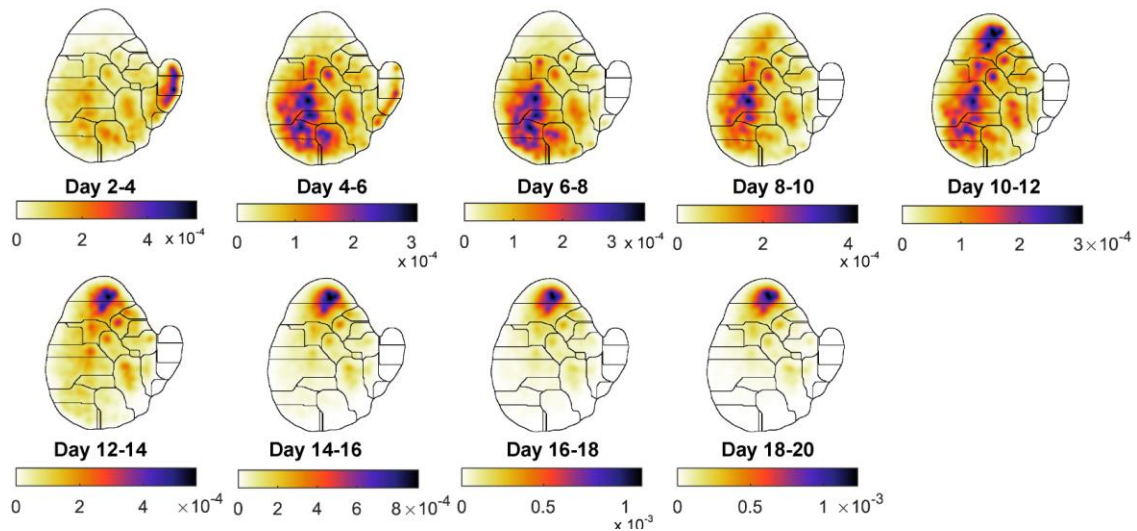 Day 2-4
Day 4-6
Day 6-8
Day 8-10
Day 10-12
0 2 4 x 10⁻⁴
0 1 2 3
x 10⁻⁴
0 1 2 3 x 10⁻⁴
0 2 4
x 10⁻⁴
0 1 2 3×10⁻⁴
Day 12-14
Day 14-16
Day 16-18
Day 18-20
0 2 4 ×10⁻⁴
0 2 4 6 8 ×10⁻⁴
0 0.5 1
x 10⁻³
0 0.5 1 ×10⁻³